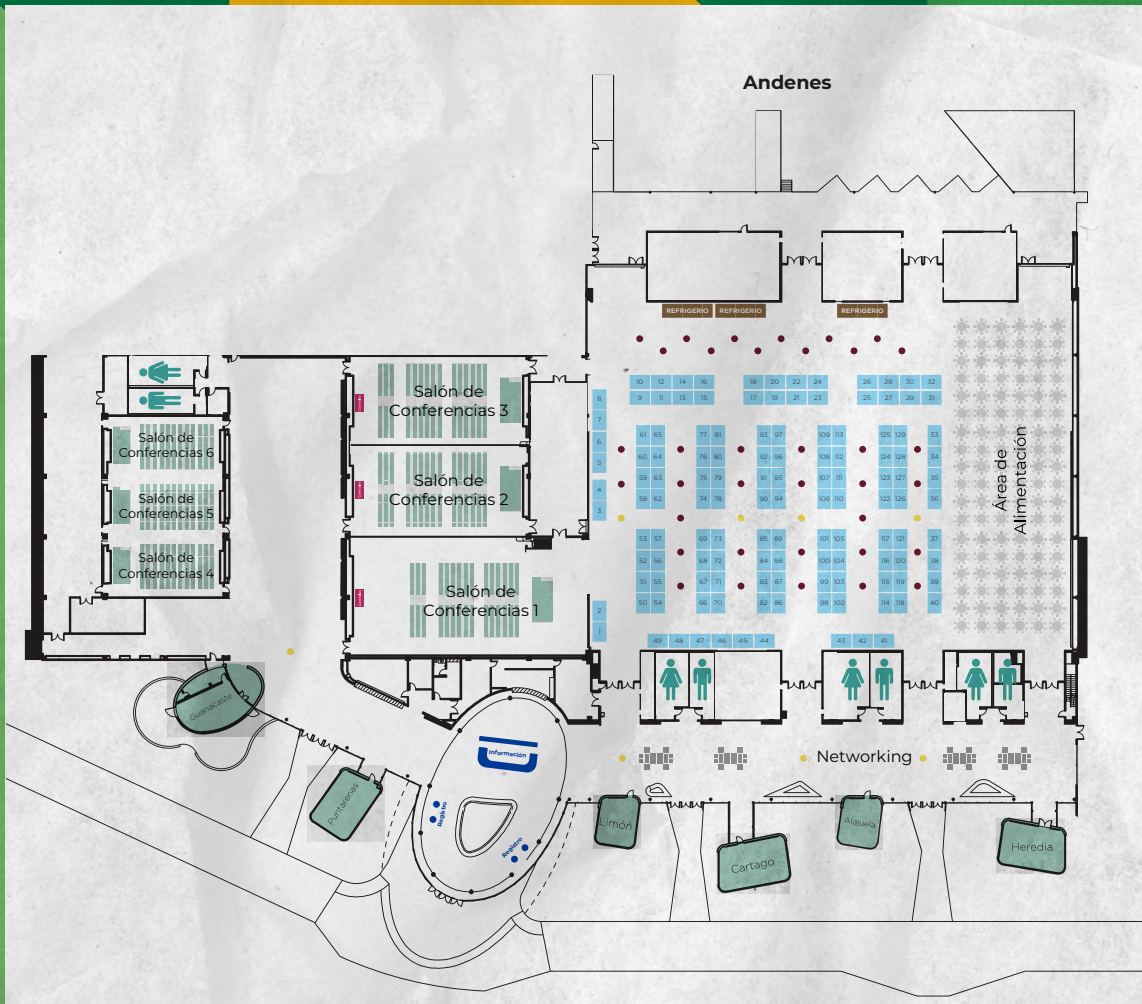 Andenes
REFRIGERIO REFRIGERIO REFRIGERIO
10 12 14 16 18 20 22 24 26 28 30 32
9 11 13 15 17 19 21 23 25 27 29 31
8
7
6
5
4
3
2
1
61 65 77 81 93 97 109 113 125 129 33
60 64 76 80 92 96 108 112 124 128 34
59 63 75 79 91 95 107 111 123 127 35
58 62 74 78 90 94 106 110 122 126 36
53 57 69 73 85 89 101 105 117 121 37
52 56 68 72 84 88 100 104 116 120 38
51 55 67 71 83 87 99 103 115 119 39
50 54 66 70 82 86 98 102 114 118 40
49 48 47 46 45 44 43 42 41
Área de
Alimentación
Salón de
Conferencias 3
Salón de
Conferencias 2
Salón de
Conferencias 1
Salón de
Conferencias 6
Salón de
Conferencias 5
Salón de
Conferencias 4
Guanacaste
Puntarenas
Información
Registro
Registro
Networking
Limón
Cartago
Alajuela
Heredia